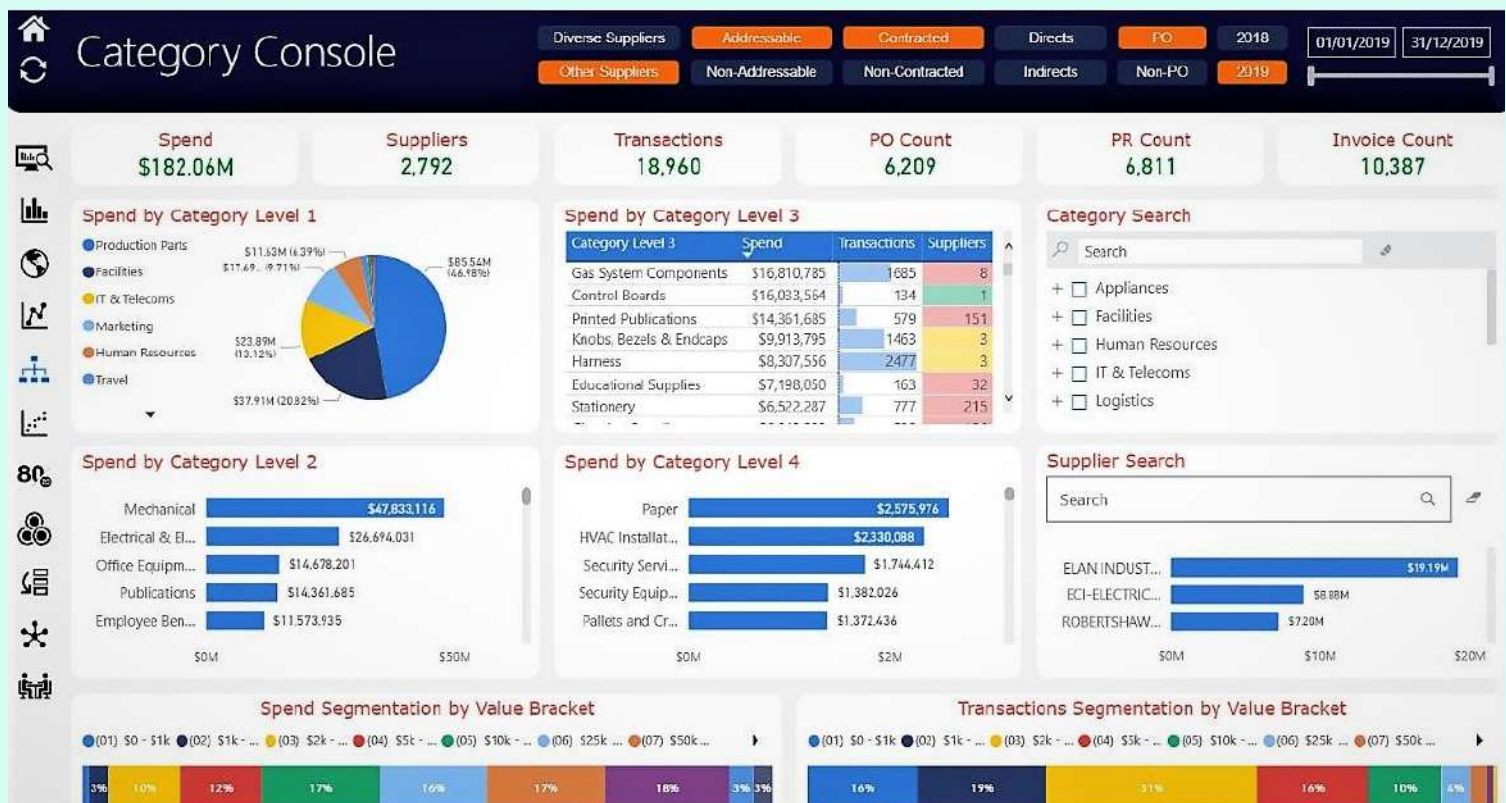 Category Console
Diverse Suppliers Addressable Contracted Directs PO 2018
Other Suppliers Non-Addressable Non-Contracted Indirects Non-PO 2019
01/01/2019 31/12/2019
Spend
$182.06M
Suppliers
2,792
Transactions
18,960
PO Count
6,209
PR Count
6,811
Invoice Count
10,387
Spend by Category Level 1
Production Parts
Facilities
IT & Telecoms
Marketing
Human Resources
Travel
$11.63M (6.39%)
$17.69... (9.71%)
$23.89M
(13.12%)
$37.91M (20.82%)
$85.54M
(46.98%)
Spend by Category Level 3
Category Level 3 Spend Transactions Suppliers
Gas System Components $16,810,785 1685 8
Control Boards $16,033,564 134 1
Printed Publications $14,361,685 579 151
Knobs, Bezels & Endcaps $9,913,795 1463 3
Harness $8,307,556 2477 3
Educational Supplies $7,198,050 163 32
Stationery $6,522,287 777 215
Category Search
Search
Appliances
Facilities
Human Resources
IT & Telecoms
Logistics
Spend by Category Level 2
Mechanical $47,833,116
Electrical & El... $26,694,031
Office Equipm... $14,678,201
Publications $14,361,685
Employee Ben... $11,573,935
$0M $50M
Spend by Category Level 4
Paper $2,575,976
HVAC Installat... $2,330,088
Security Servi... $1,744,412
Security Equip... $1,382,026
Pallets and Cr... $1,372,436
$0M $2M
Supplier Search
Search
ELAN INDUST... $19.19M
ECI-ELECTRIC... $8.88M
ROBERTSHAW... $7.20M
$0M $10M $20M
80
Spend Segmentation by Value Bracket
(01) $0 - $1k (02) $1k - ... (03) $2k - ... (04) $5k - ... (05) $10k - ... (06) $25k ... (07) $50k ...
3% 10% 12% 17% 16% 17% 18% 3% 3%
Transactions Segmentation by Value Bracket
(01) $0 - $1k (02) $1k - ... (03) $2k - ... (04) $5k - ... (05) $10k - ... (06) $25k ... (07) $50k ...
16% 19% 31% 16% 10% 4%